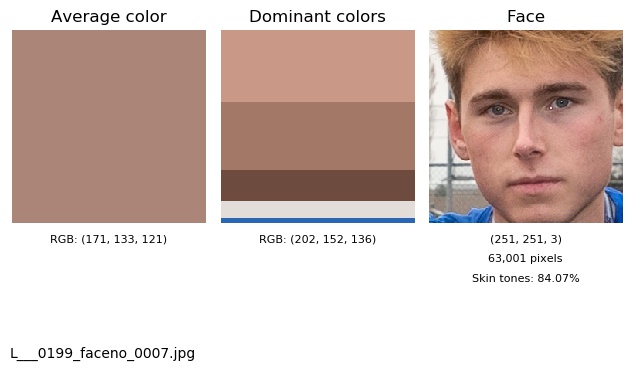 Average color
Dominant colors
Face
RGB: (171, 133, 121)
RGB: (202, 152, 136)
(251, 251, 3)
63,001 pixels
Skin tones: 84.07%
L___0199_faceno_0007.jpg